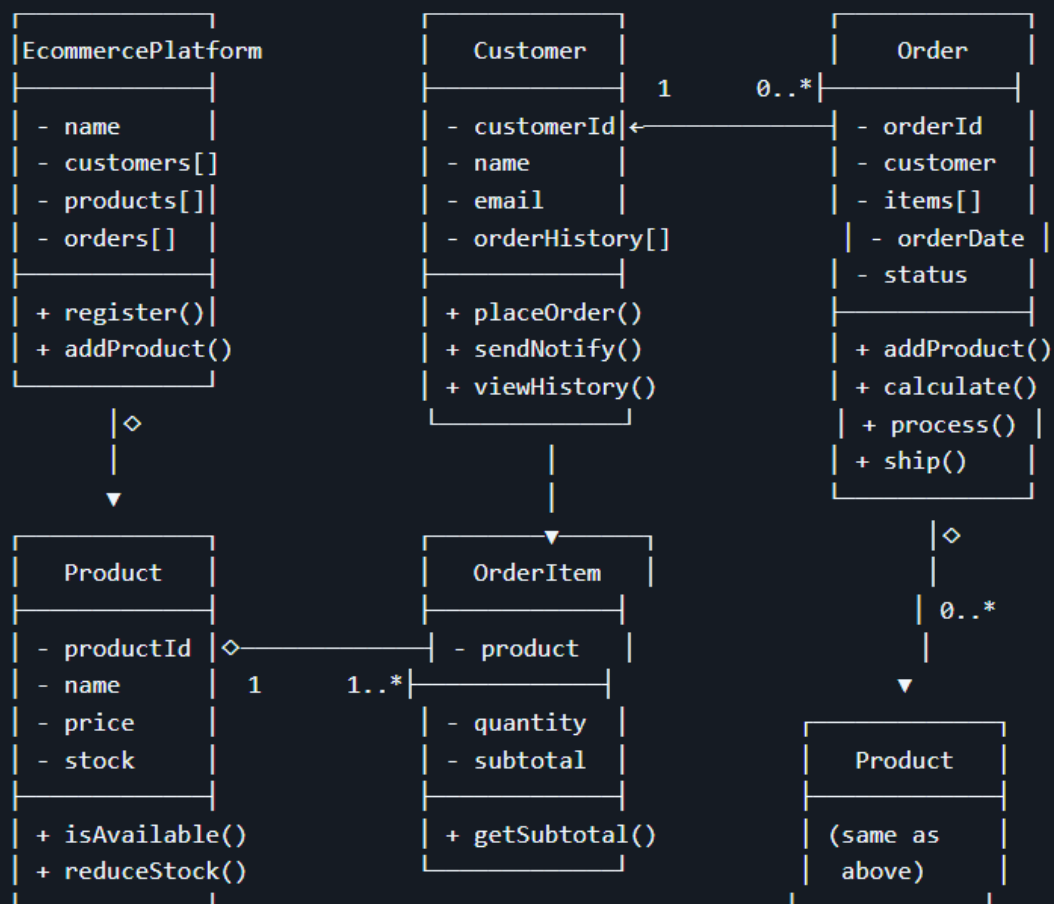 EcommercePlatform
- name
- customers[]
- products[]
- orders[]
+ register()
+ addProduct()
Customer
- customerId
- name
- email
- orderHistory[]
+ placeOrder()
+ sendNotify()
+ viewHistory()
1 0..*
Order
- orderId
- customer
- items[]
- orderDate
- status
+ addProduct()
+ calculate()
+ process()
+ ship()
Product
- productId
- name
- price
- stock
+ isAvailable()
+ reduceStock()
1 1..*
OrderItem
- product
- quantity
- subtotal
+ getSubtotal()
0..*
Product
(same as
above)